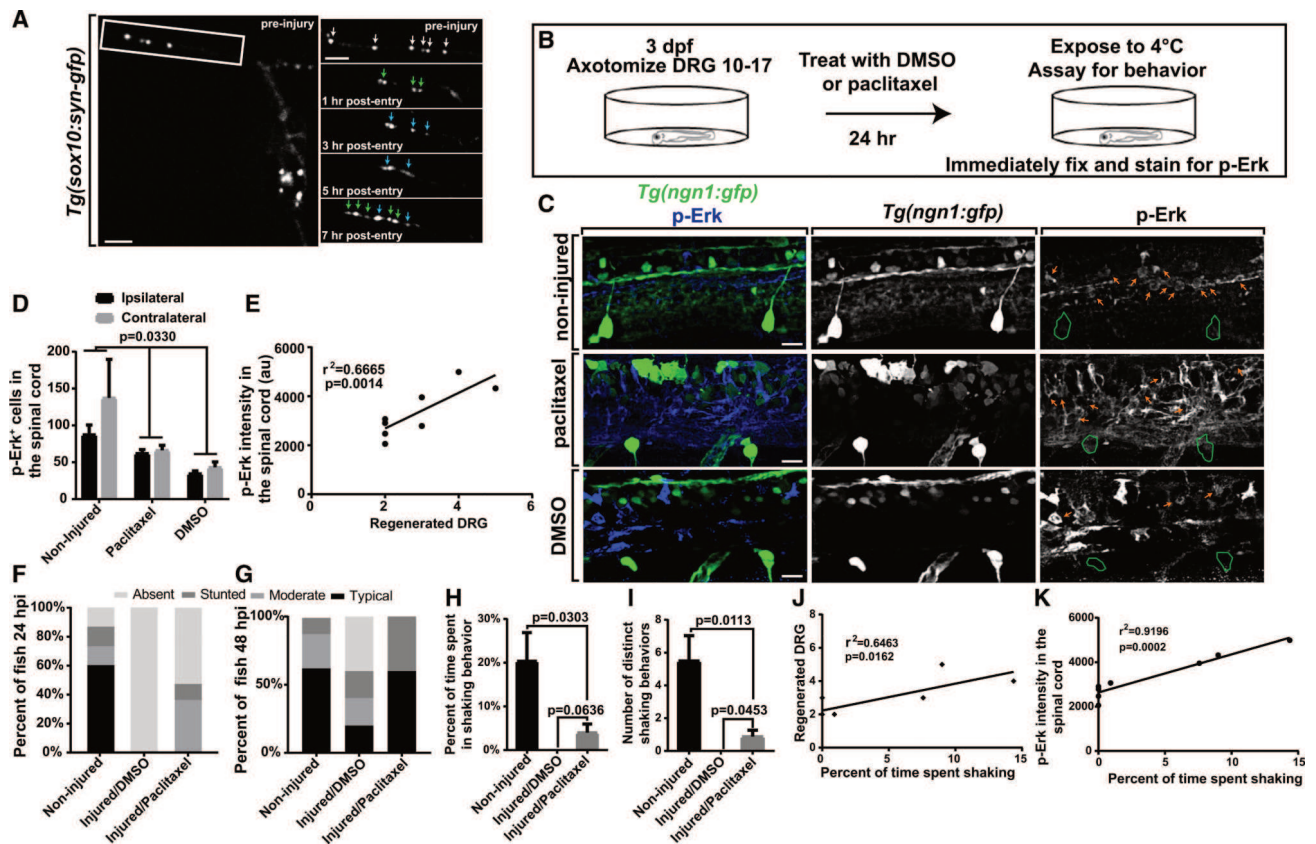 A
Tg(sox10:syn-gfp)
pre-injury
pre-injury
1 hr post-entry
3 hr post-entry
5 hr post-entry
7 hr post-entry
B
3 dpf
Axotomize DRG 10-17
Treat with DMSO
or paclitaxel
24 hr
Expose to 4°C
Assay for behavior
Immediately fix and stain for p-Erk
C
Tg(ngn1:gfp)
p-Erk
Tg(ngn1:gfp)
p-Erk
non-injured
paclitaxel
DMSO
D
Ipsilateral
Contralateral
p=0.0330
p-Erk+ cells in
the spinal cord
200
150
100
50
0
Non-Injured
Paclitaxel
DMSO
E
p-Erk intensity in
the spinal cord (au)
6000
4000
2000
0
r²=0.6665
p=0.0014
0
2
4
6
Regenerated DRG
F
Absent
Stunted
Moderate
Typical
Percent of fish 24 hpi
100%
80%
60%
40%
20%
0%
Non-injured
Injured/DMSO
Injured/Paclitaxel
G
Percent of fish 48 hpi
100%
50%
0%
Non-injured
Injured/DMSO
Injured/Paclitaxel
H
Percent of time spent
in shaking behavior
30%
20%
10%
0%
p=0.0303
p=0.0636
Non-injured
Injured/DMSO
Injured/Paclitaxel
I
Number of distinct
shaking behaviors
8
6
4
2
0
p=0.0113
p=0.0453
Non-injured
Injured/DMSO
Injured/Paclitaxel
J
Regenerated DRG
8
6
4
2
0
r²=0.6463
p=0.0162
0
5
10
15
Percent of time spent shaking
K
p-Erk intensity in the
spinal cord
6000
4000
2000
0
r²=0.9196
p=0.0002
0
5
10
15
Percent of time spent shaking